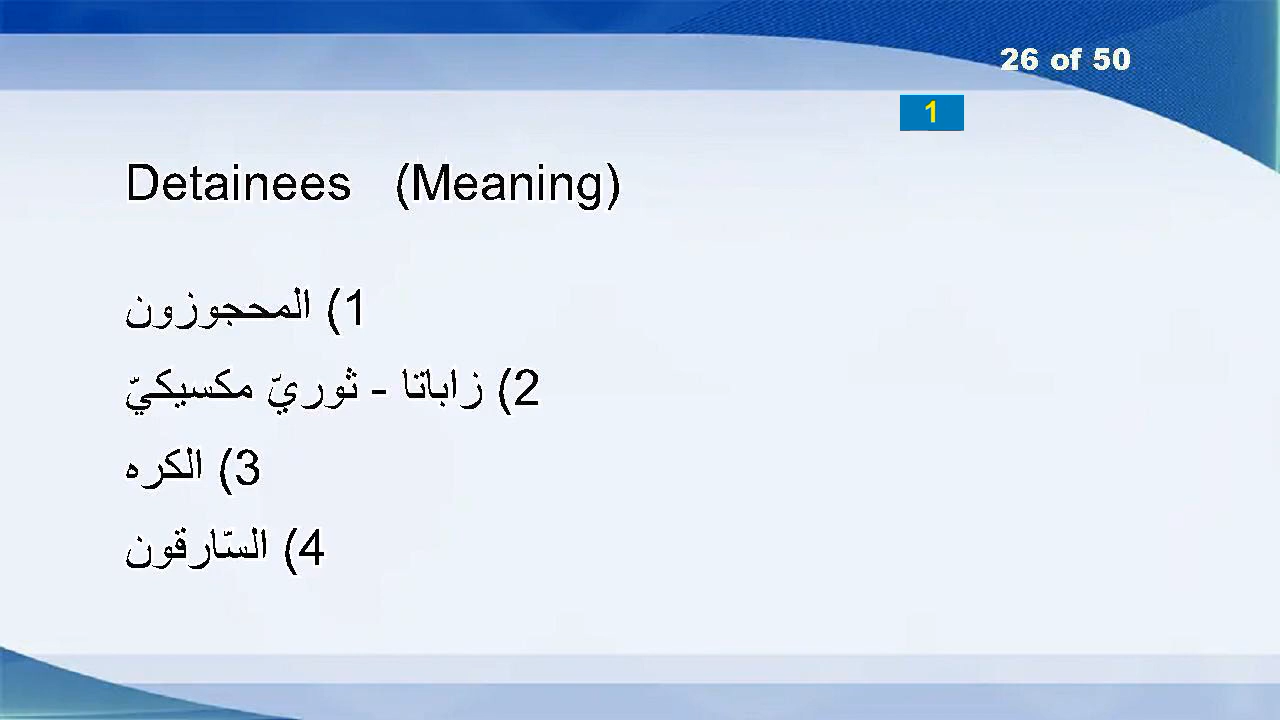 26 of 50
1
Detainees (Meaning)
1) المحجوزون
2) زاباتا - ثوريّ مكسيكيّ
3) الكره
4) السّارقون